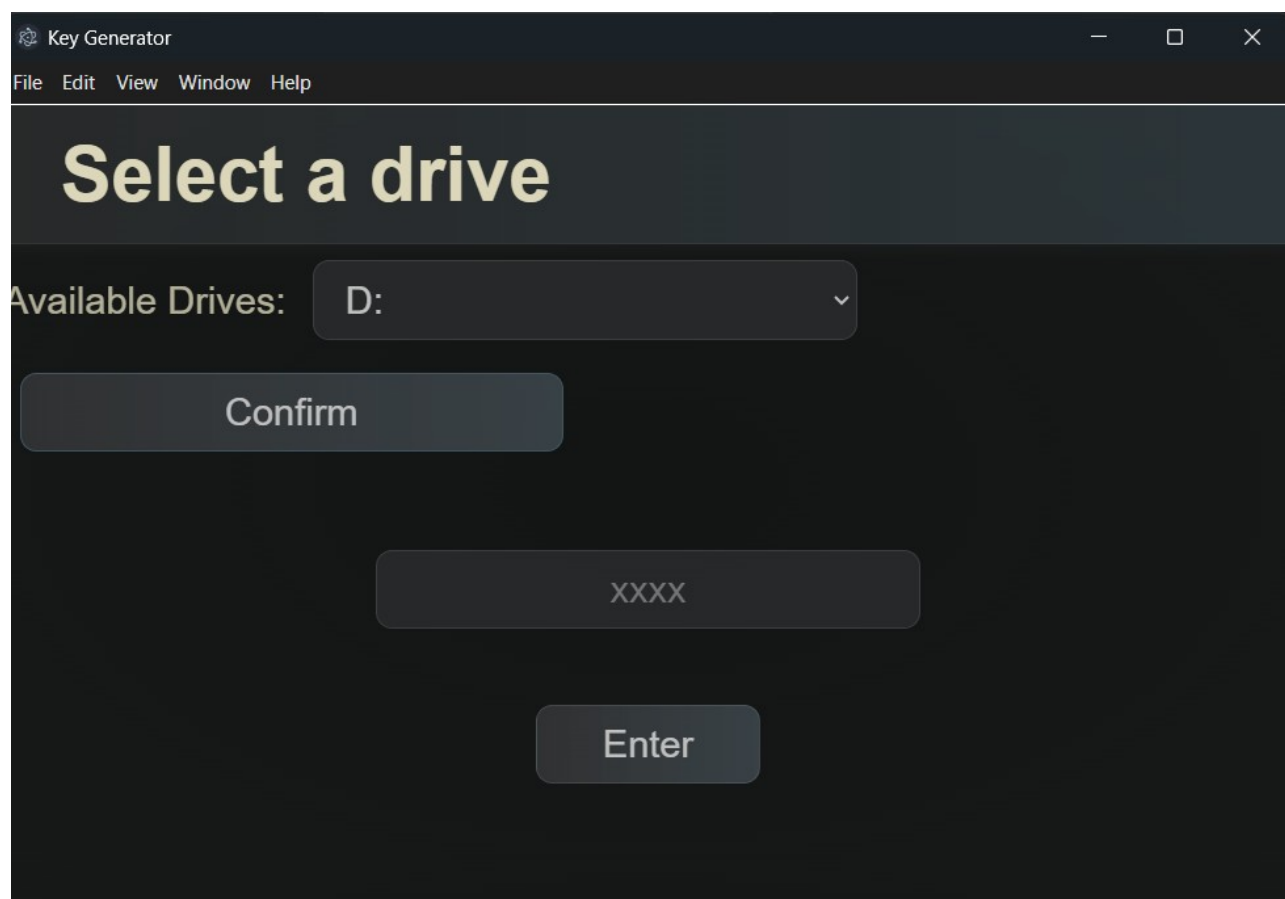 Key Generator
File Edit View Window Help
Select a drive
Available Drives: D:
Confirm
xxxx
Enter